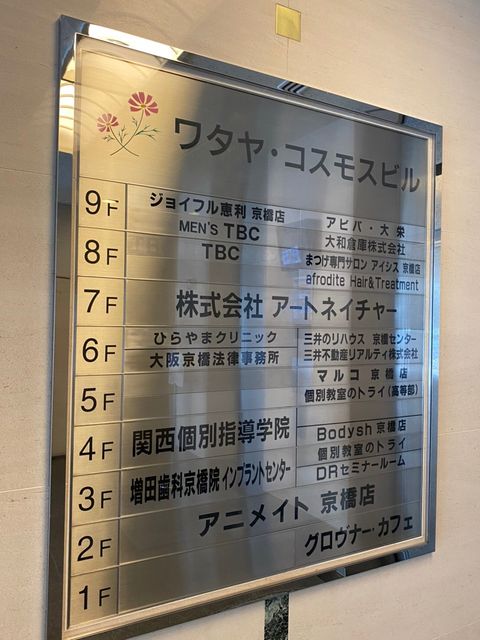 ワタヤ・コスモスビル
9F
ジョイフル恵利 京橋店
アビバ・大栄
MEN'S TBC
大和倉庫株式会社
8F
TBC
まつげ専門サロン アイシス 京橋店
afrodite Hair&Treatment
7F
株式会社 アートネイチャー
6F
ひらやまクリニック
三井のリハウス 京橋センター
大阪京橋法律事務所
三井不動産リアルティ株式会社
マルコ 京橋店
5F
個別教室のトライ(高等部)
4F
関西個別指導学院
Bodysh 京橋店
個別教室のトライ
3F
増田歯科京橋院 インプラントセンター
DRセミナールーム
アニメイト 京橋店
2F
グロヴナー・カフェ
1F